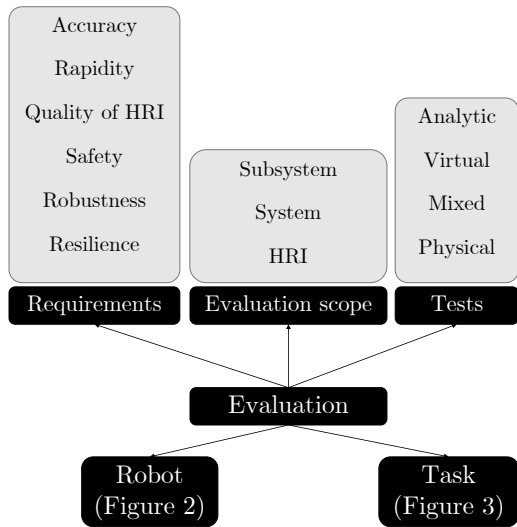 Accuracy
Rapidity
Quality of HRI
Safety
Robustness
Resilience
Requirements
Subsystem
System
HRI
Evaluation scope
Analytic
Virtual
Mixed
Physical
Tests
Evaluation
Robot
(Figure 2)
Task
(Figure 3)